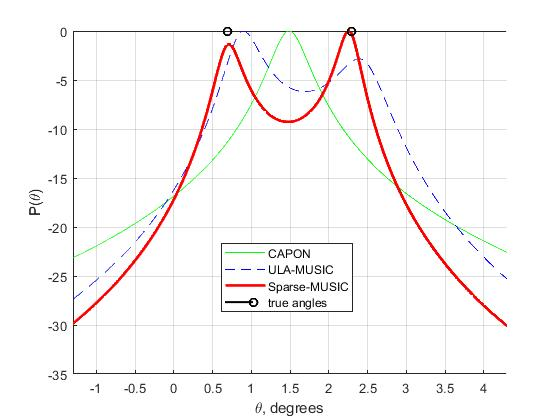 0
-5
-10
-15
-20
-25
-30
-35
P(θ)
CAPON
ULA-MUSIC
Sparse-MUSIC
true angles
-1 -0.5 0 0.5 1 1.5 2 2.5 3 3.5 4
θ, degrees